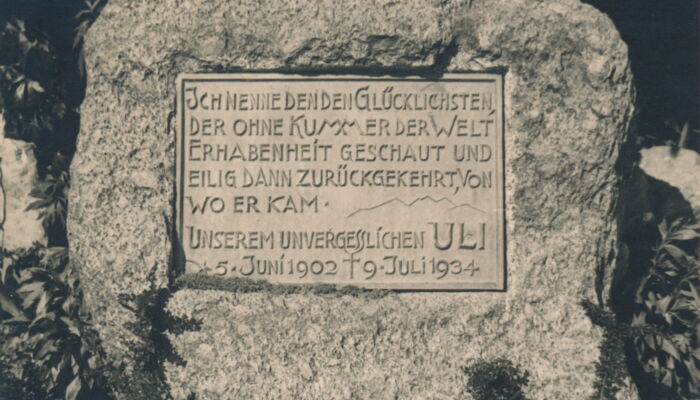 ICH NENNE DEN DEN GLÜCKLICHSTEN,
DER OHNE KUMMER DER WELT
ERHABENHEIT GESCHAUT UND
EILIG DANN ZURÜCKGEKEHRT, VON
WO ER KAM·
UNSEREM UNVERGESSLICHEN ULI
* 5· JUNI 1902 † 9· JULI 1934